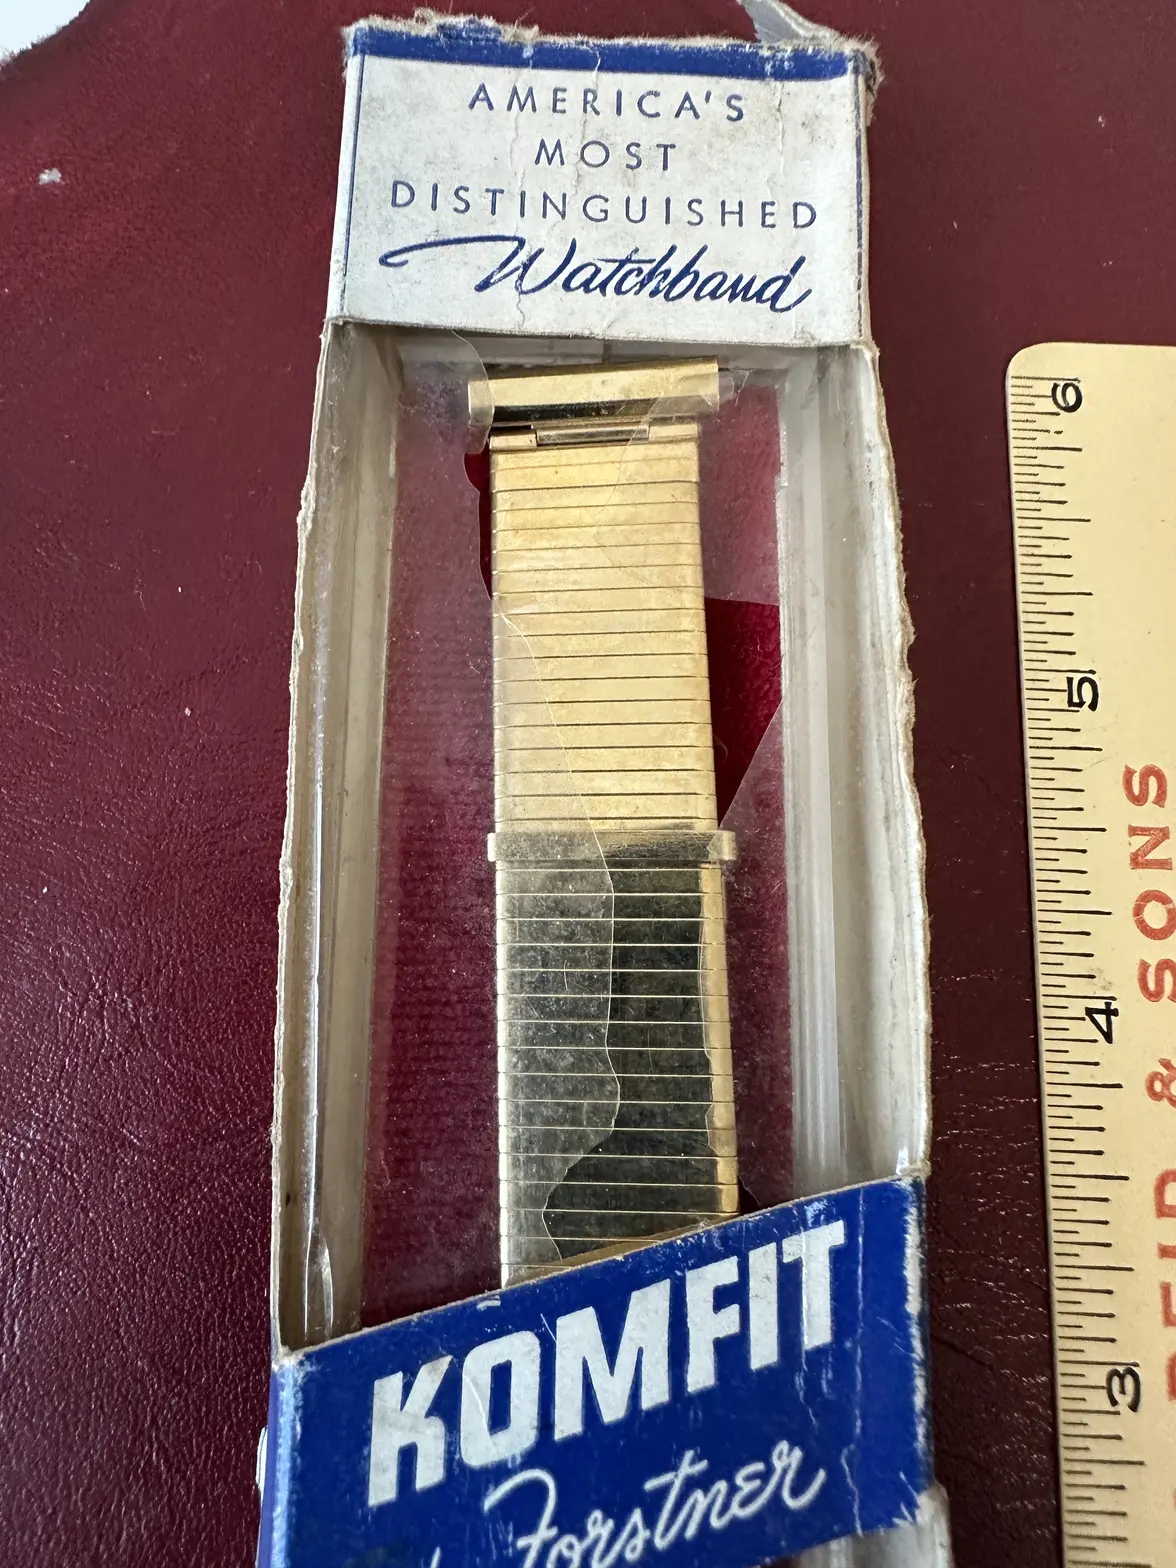 AMERICA'S
MOST
DISTINGUISHED
Watchband
KOMFIT
Forstner
6
5
4
3
& SONS